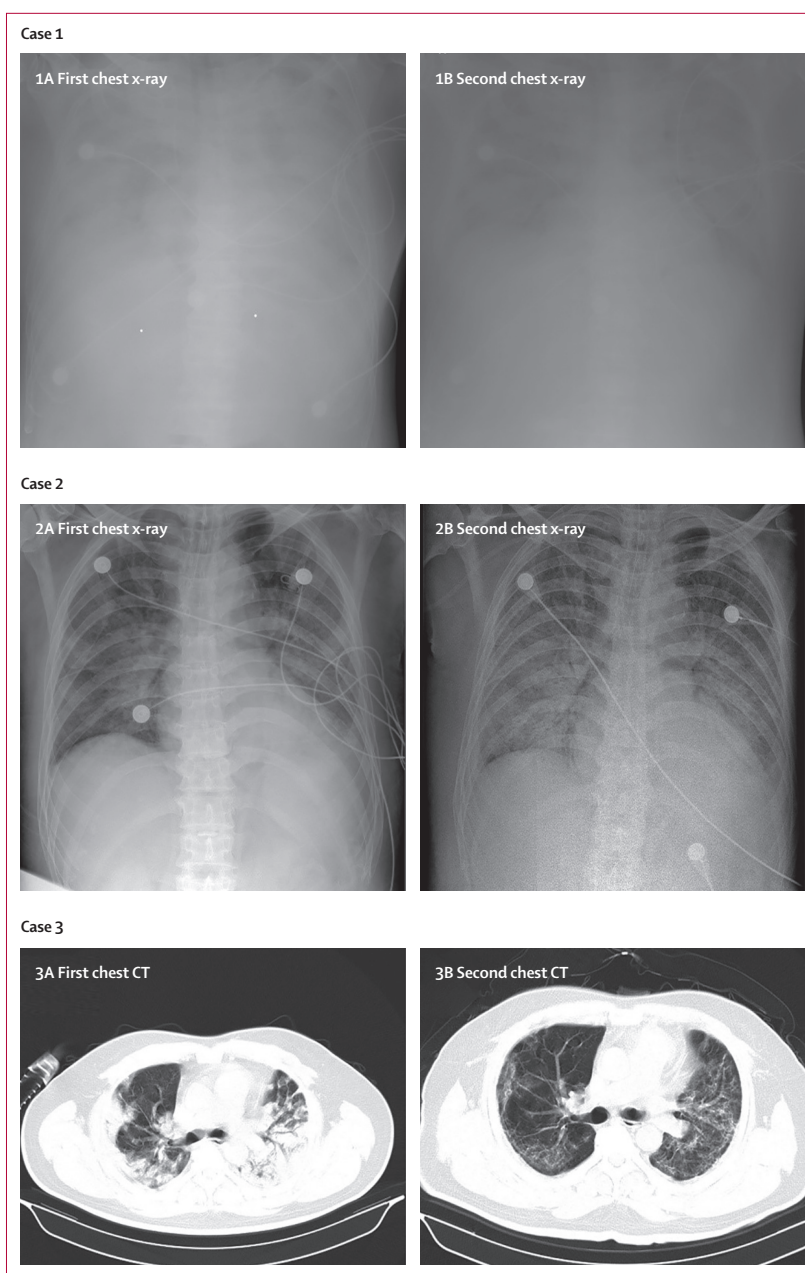 Case 1
1A First chest x-ray
1B Second chest x-ray
Case 2
2A First chest x-ray
2B Second chest x-ray
Case 3
3A First chest CT
3B Second chest CT